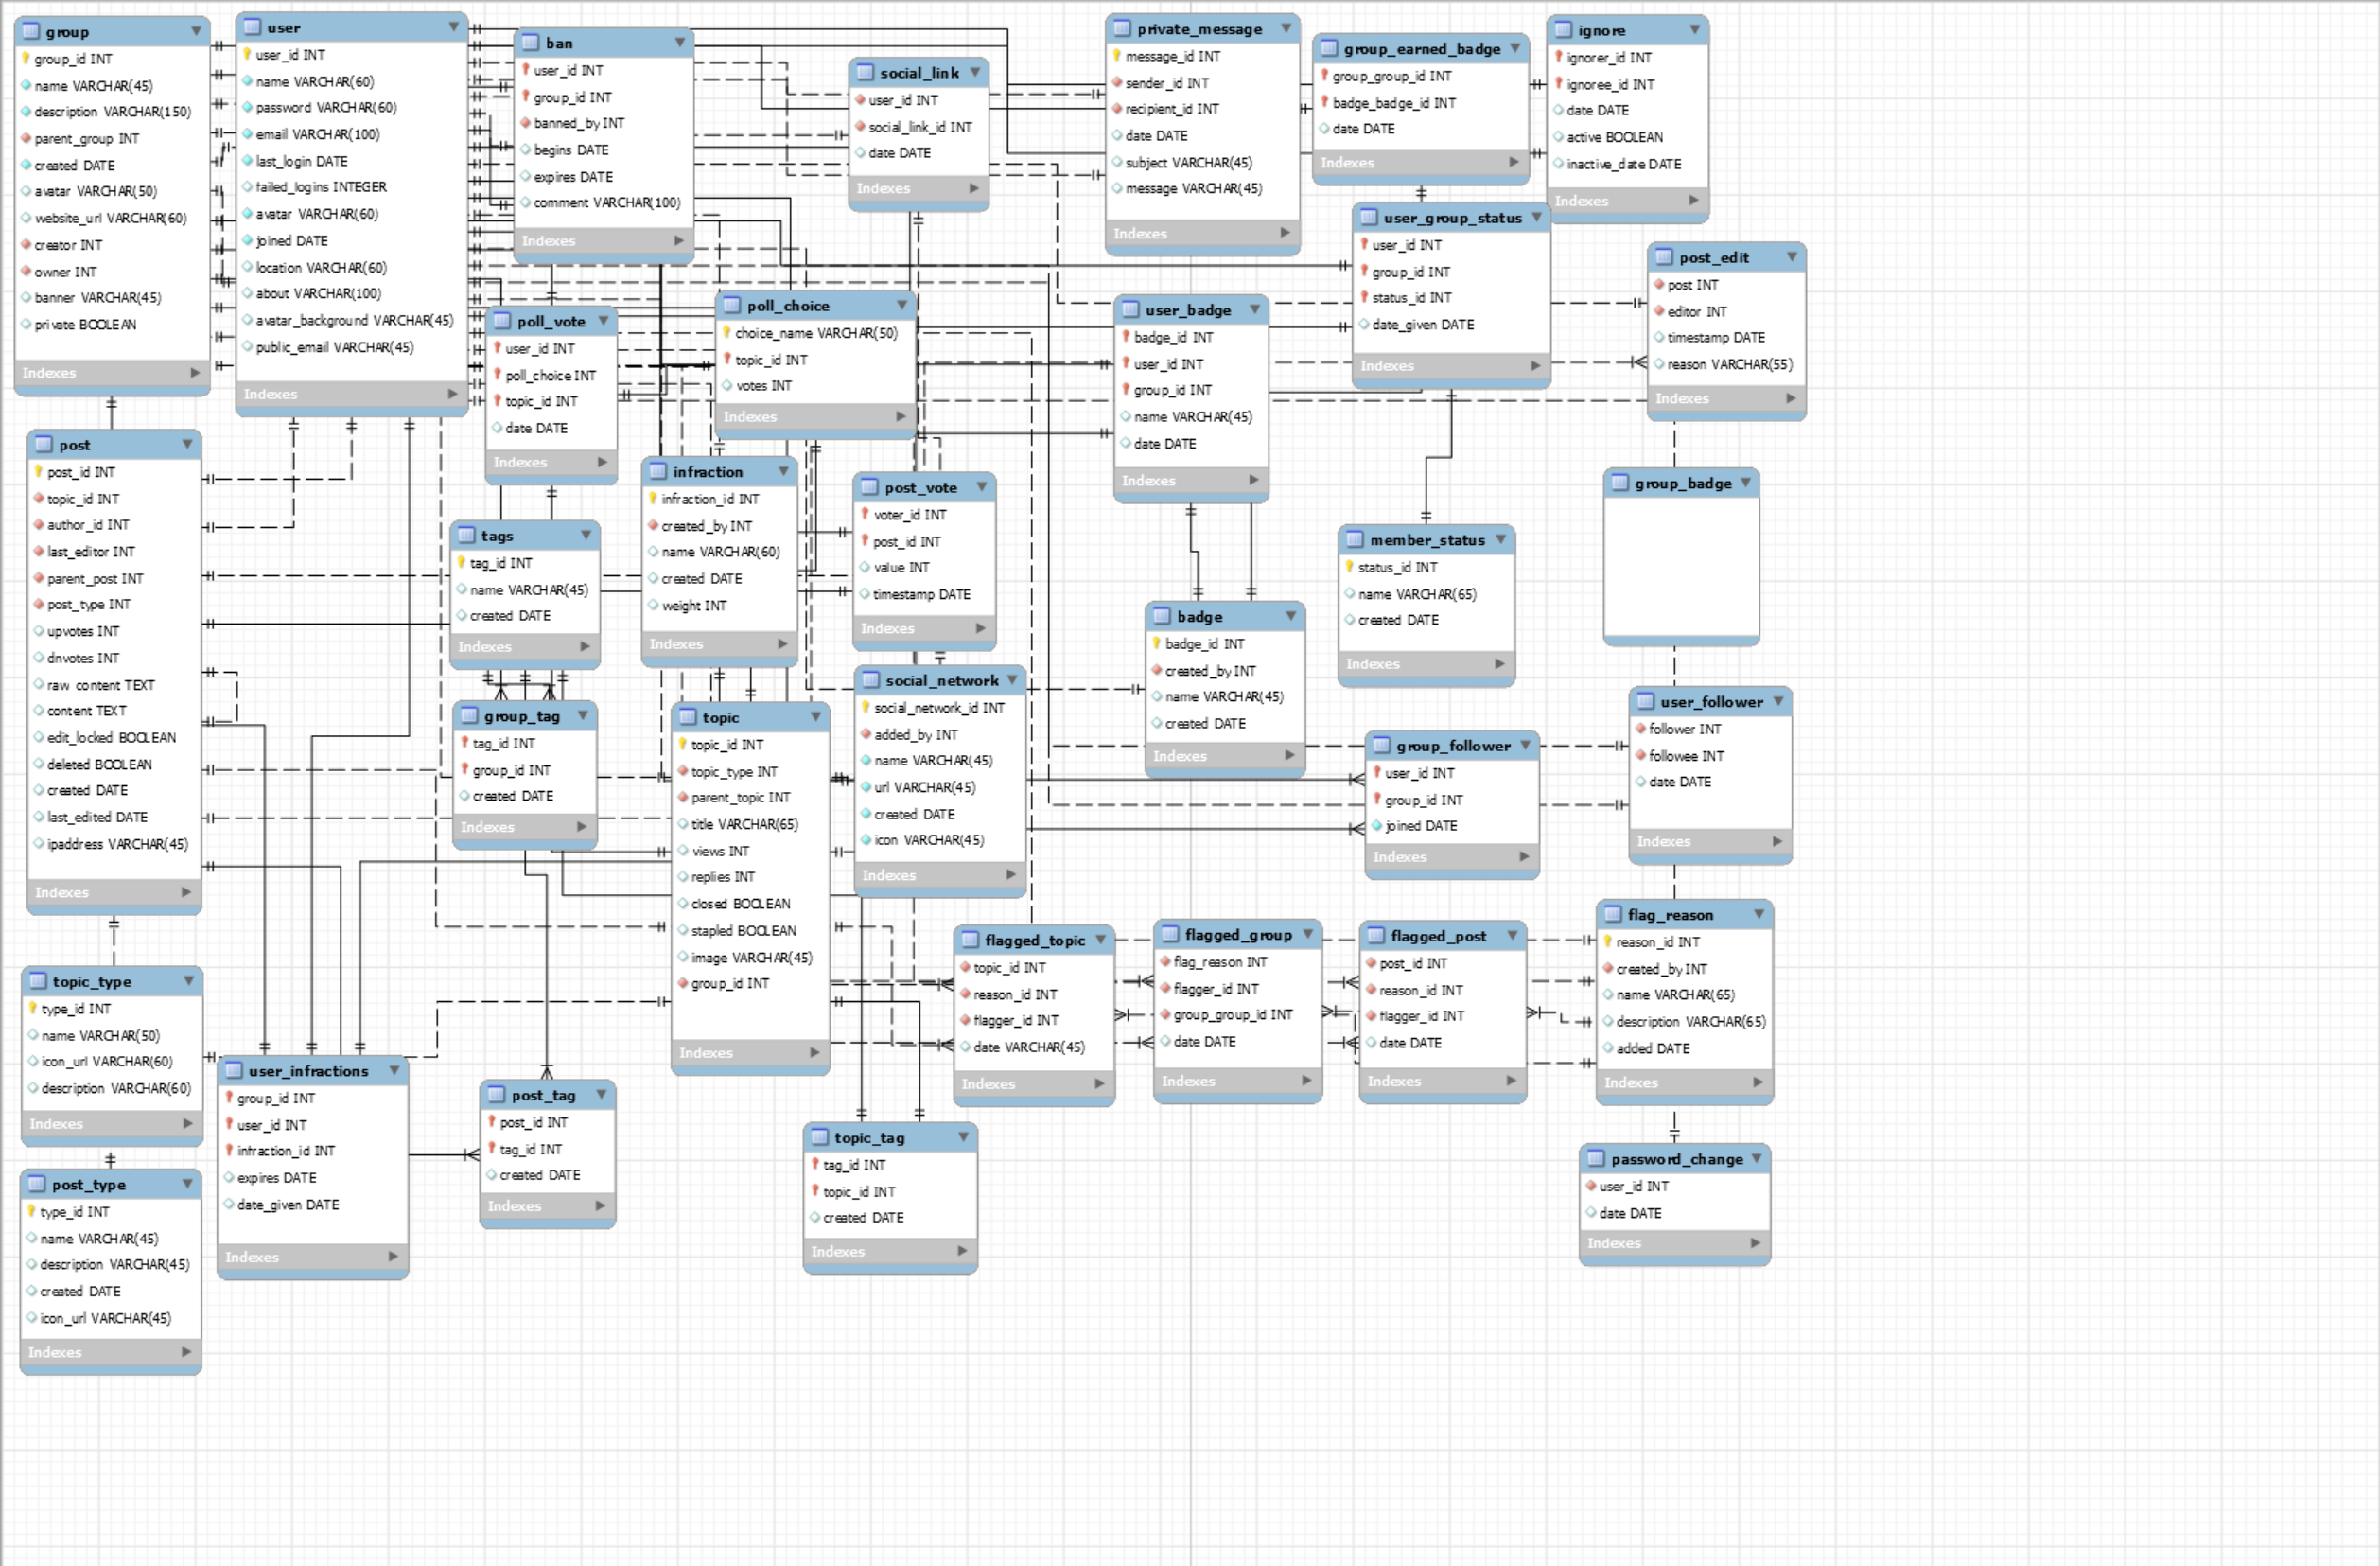 group
group_id INT
name VARCHAR(45)
description VARCHAR(150)
parent_group INT
created DATE
avatar VARCHAR(50)
website_url VARCHAR(60)
creator INT
owner INT
banner VARCHAR(45)
private BOOLEAN
Indexes
user
user_id INT
name VARCHAR(60)
password VARCHAR(60)
email VARCHAR(100)
last_login DATE
failed_logins INTEGER
avatar VARCHAR(60)
joined DATE
location VARCHAR(60)
about VARCHAR(100)
avatar_background VARCHAR(45)
public_email VARCHAR(45)
Indexes
ban
user_id INT
group_id INT
banned_by INT
begins DATE
expires DATE
comment VARCHAR(100)
Indexes
social_link
user_id INT
social_link_id INT
date DATE
Indexes
private_message
message_id INT
sender_id INT
recipient_id INT
date DATE
subject VARCHAR(45)
message VARCHAR(45)
Indexes
group_earned_badge
group_group_id INT
badge_badge_id INT
date DATE
Indexes
ignore
ignorer_id INT
ignoree_id INT
date DATE
active BOOLEAN
inactive_date DATE
Indexes
user_group_status
user_id INT
group_id INT
status_id INT
date_given DATE
Indexes
post_edit
post INT
editor INT
timestamp DATE
reason VARCHAR(55)
Indexes
poll_vote
user_id INT
poll_choice INT
topic_id INT
date DATE
Indexes
poll_choice
choice_name VARCHAR(50)
topic_id INT
votes INT
Indexes
user_badge
badge_id INT
user_id INT
group_id INT
name VARCHAR(45)
date DATE
Indexes
post
post_id INT
topic_id INT
author_id INT
last_editor INT
parent_post INT
post_type INT
upvotes INT
dnvotes INT
raw content TEXT
content TEXT
edit_locked BOOLEAN
deleted BOOLEAN
created DATE
last_edited DATE
ipaddress VARCHAR(45)
Indexes
tags
tag_id INT
name VARCHAR(45)
created DATE
Indexes
infraction
infraction_id INT
created_by INT
name VARCHAR(60)
created DATE
weight INT
Indexes
post_vote
voter_id INT
post_id INT
value INT
timestamp DATE
Indexes
member_status
status_id INT
name VARCHAR(65)
created DATE
Indexes
group_badge
badge
badge_id INT
created_by INT
name VARCHAR(45)
created DATE
Indexes
group_tag
tag_id INT
group_id INT
created DATE
Indexes
topic
topic_id INT
topic_type INT
parent_topic INT
title VARCHAR(65)
views INT
replies INT
closed BOOLEAN
stapled BOOLEAN
image VARCHAR(45)
group_id INT
Indexes
social_network
social_network_id INT
added_by INT
name VARCHAR(45)
url VARCHAR(45)
created DATE
icon VARCHAR(45)
Indexes
group_follower
user_id INT
group_id INT
joined DATE
Indexes
user_follower
follower INT
followee INT
date DATE
Indexes
flagged_topic
topic_id INT
reason_id INT
flagger_id INT
date VARCHAR(45)
Indexes
flagged_group
flag_reason INT
flagger_id INT
group_group_id INT
date DATE
Indexes
flagged_post
post_id INT
reason_id INT
flagger_id INT
date DATE
Indexes
flag_reason
reason_id INT
created_by INT
name VARCHAR(65)
description VARCHAR(65)
added DATE
Indexes
topic_type
type_id INT
name VARCHAR(50)
icon_url VARCHAR(60)
description VARCHAR(60)
Indexes
user_infractions
group_id INT
user_id INT
infraction_id INT
expires DATE
date_given DATE
Indexes
post_tag
post_id INT
tag_id INT
created DATE
Indexes
topic_tag
tag_id INT
topic_id INT
created DATE
Indexes
password_change
user_id INT
date DATE
Indexes
post_type
type_id INT
name VARCHAR(45)
description VARCHAR(45)
created DATE
icon_url VARCHAR(45)
Indexes